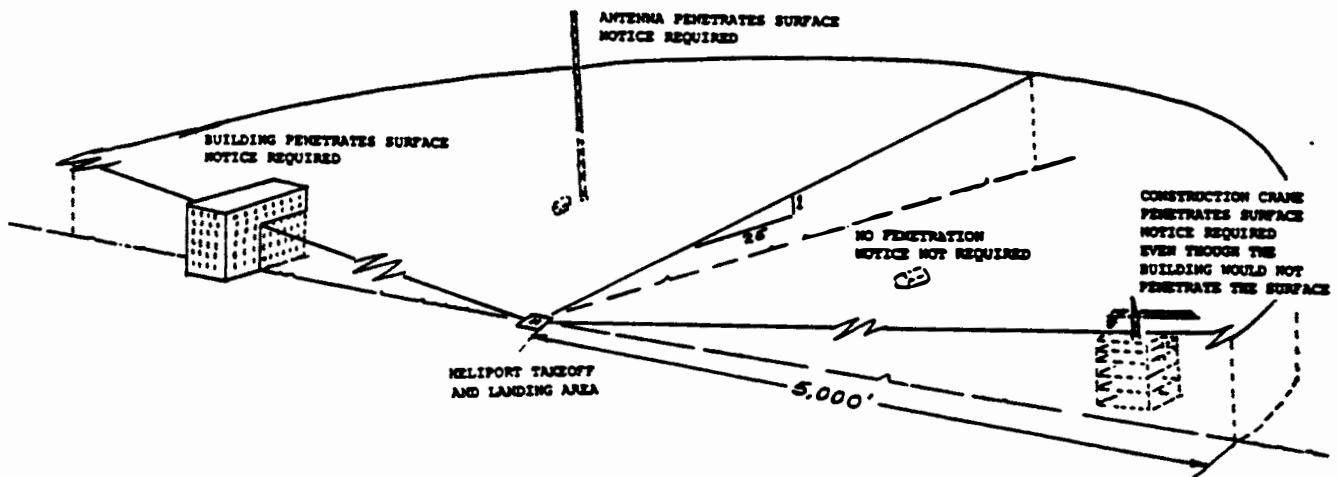 ANTENNA PENETRATES SURFACE
NOTICE REQUIRED
BUILDING PENETRATES SURFACE
NOTICE REQUIRED
1
25
NO PENETRATION
NOTICE NOT REQUIRED
CONSTRUCTION CRANE
PENETRATES SURFACE
NOTICE REQUIRED
EVEN THOUGH THE
BUILDING WOULD NOT
PENETRATE THE SURFACE
H
HELIPORT TAKEOFF
AND LANDING AREA
5,000'